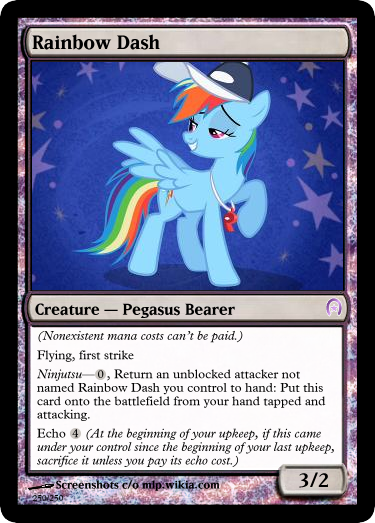 Rainbow Dash
Creature — Pegasus Bearer
(Nonexistent mana costs can't be paid.)
Flying, first strike
Ninjutsu—0, Return an unblocked attacker not
named Rainbow Dash you control to hand: Put this
card onto the battlefield from your hand tapped and
attacking.
Echo 4 (At the beginning of your upkeep, if this came
under your control since the beginning of your last upkeep,
sacrifice it unless you pay its echo cost.)
3/2
Screenshots c/o mlp.wikia.com
250/250